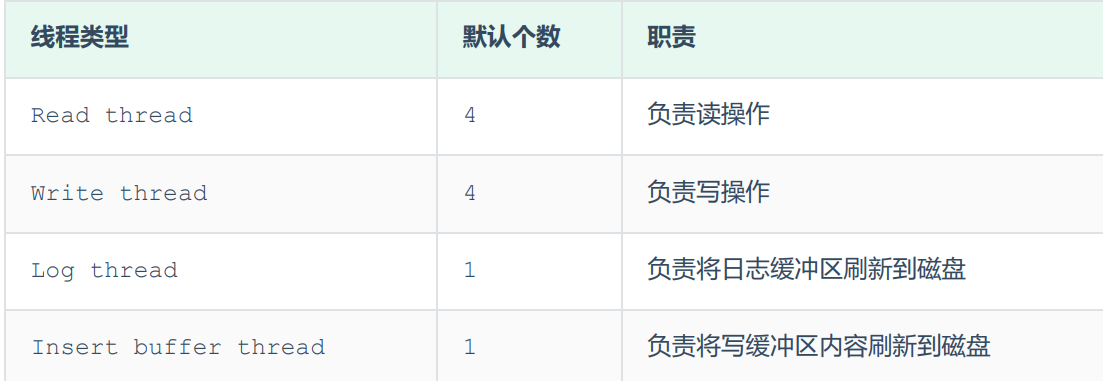 线程类型 默认个数 职责
Read thread 4 负责读操作
Write thread 4 负责写操作
Log thread 1 负责将日志缓冲区刷新到磁盘
Insert buffer thread 1 负责将写缓冲区内容刷新到磁盘